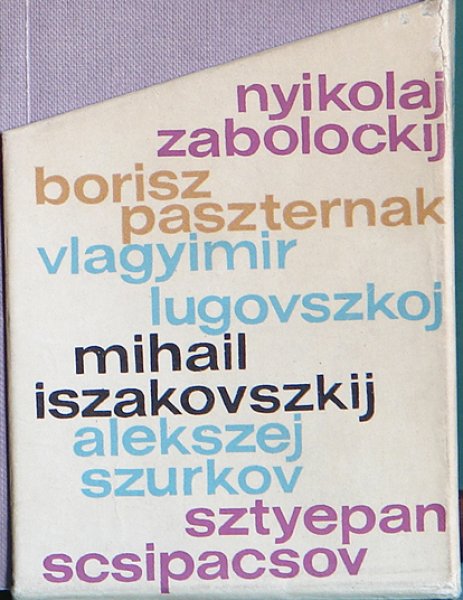 nyikolaj
zabolockij
borisz
paszternak
vlagyimir
lugovszkoj
mihail
iszakovszkij
alekszej
szurkov
sztyepan
scsipacsov